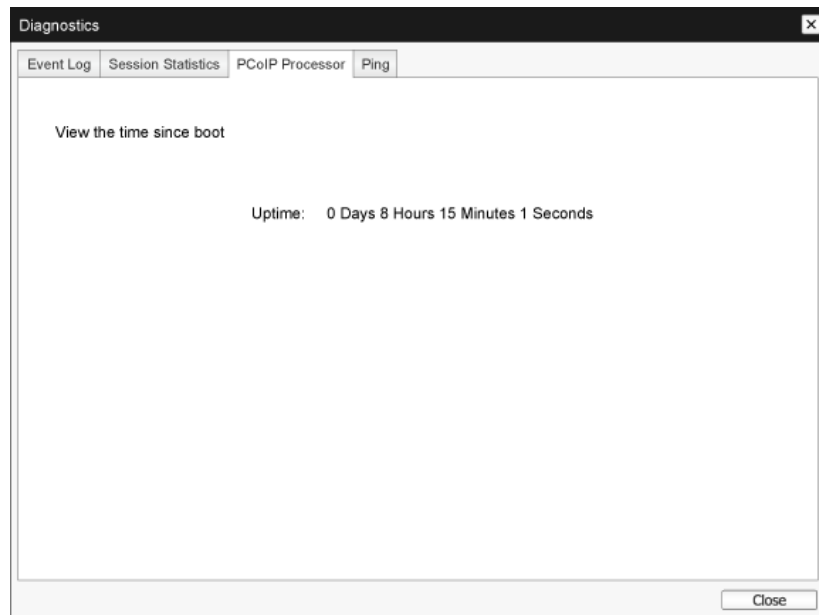 Diagnostics
Event Log Session Statistics PCoIP Processor Ping
View the time since boot
Uptime: 0 Days 8 Hours 15 Minutes 1 Seconds
Close